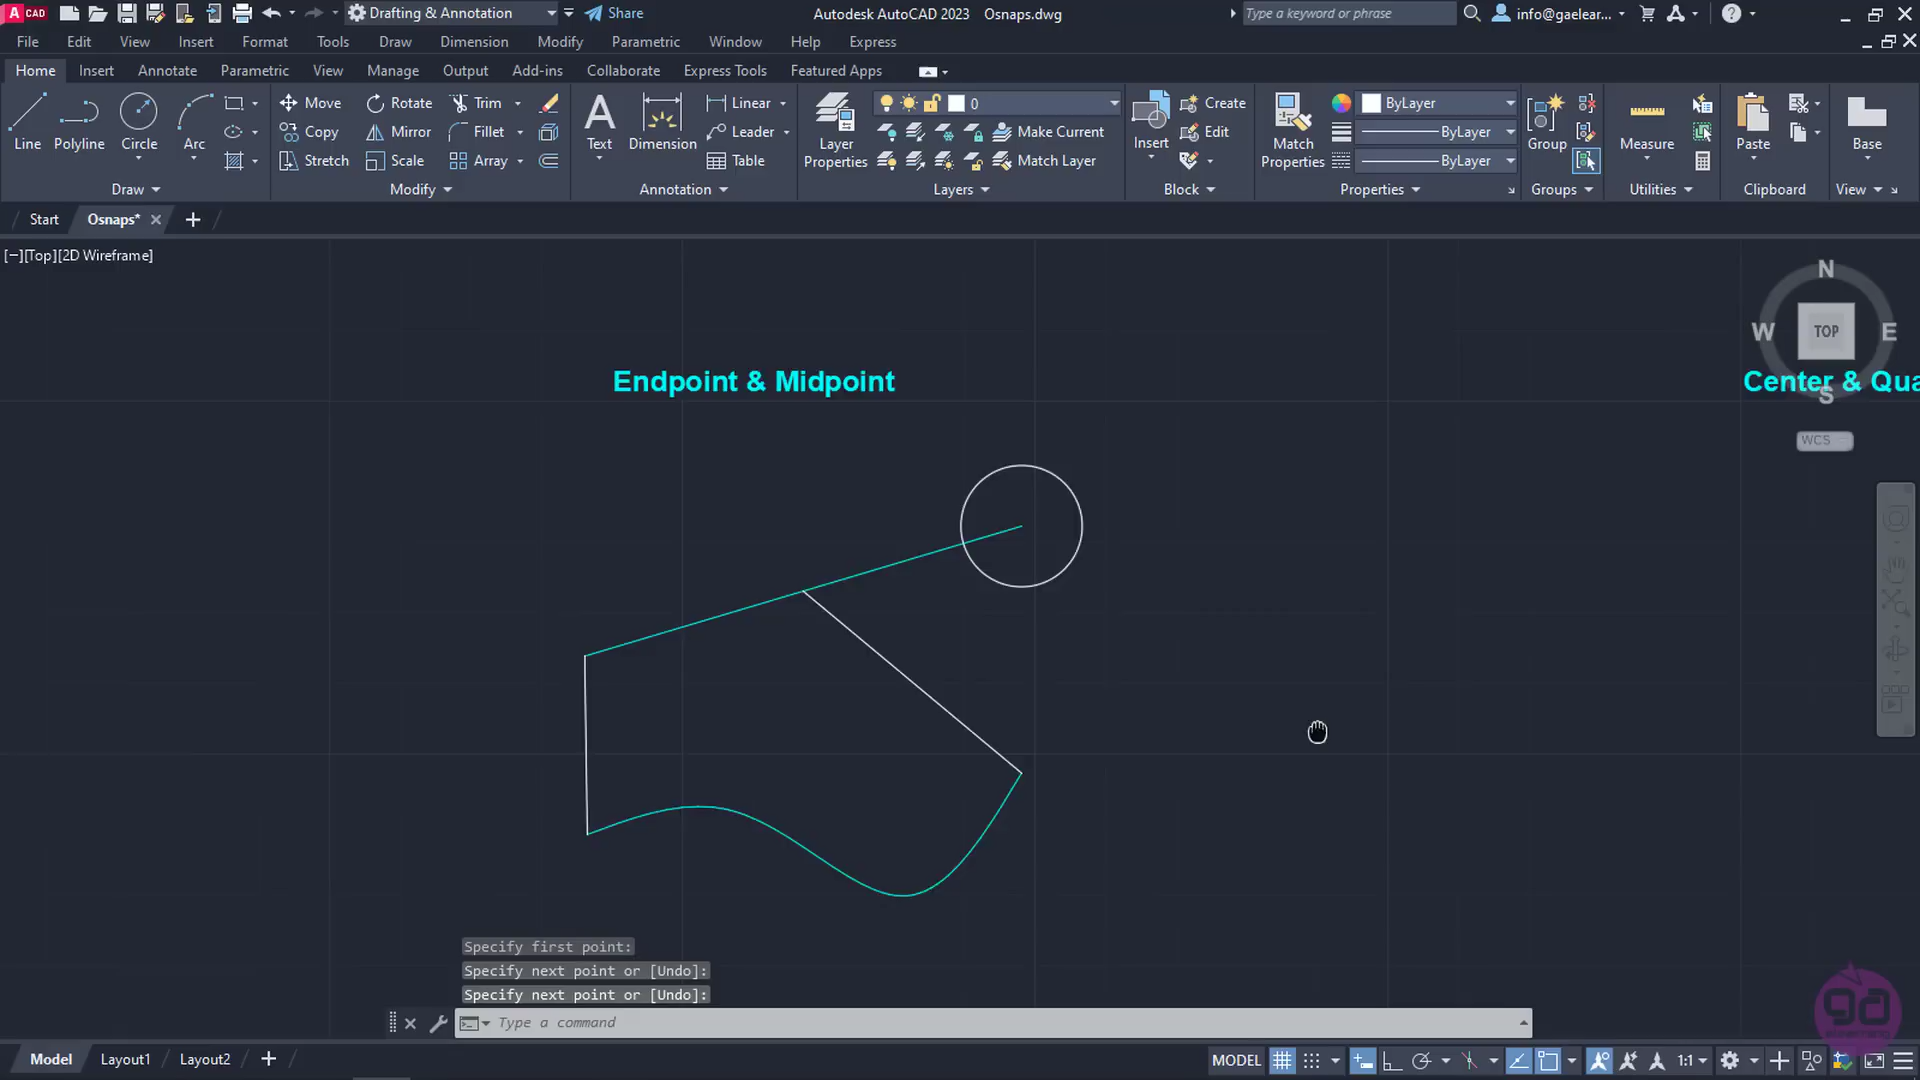 CAD
Drafting & Annotation
Share
Autodesk AutoCAD 2023 Osnaps.dwg
Type a keyword or phrase
info@gaelear...
File Edit View Insert Format Tools Draw Dimension Modify Parametric Window Help Express
Home Insert Annotate Parametric View Manage Output Add-ins Collaborate Express Tools Featured Apps
Line Polyline Circle Arc
Draw
Move Rotate Trim
Copy Mirror Fillet
Stretch Scale Array
Modify
Text Dimension
Linear
Leader
Table
Annotation
Layer Properties
0
Make Current
Match Layer
Layers
Insert
Create
Edit
Block
Match Properties
ByLayer
ByLayer
ByLayer
Properties
Group
Groups
Measure
Utilities
Paste
Clipboard
Base
View
Start Osnaps*
[−][Top][2D Wireframe]
N
W TOP E
S
WCS
Endpoint & Midpoint
Center & Qua
Specify first point:
Specify next point or [Undo]:
Specify next point or [Undo]:
Type a command
ga
Model Layout1 Layout2
MODEL
1:1